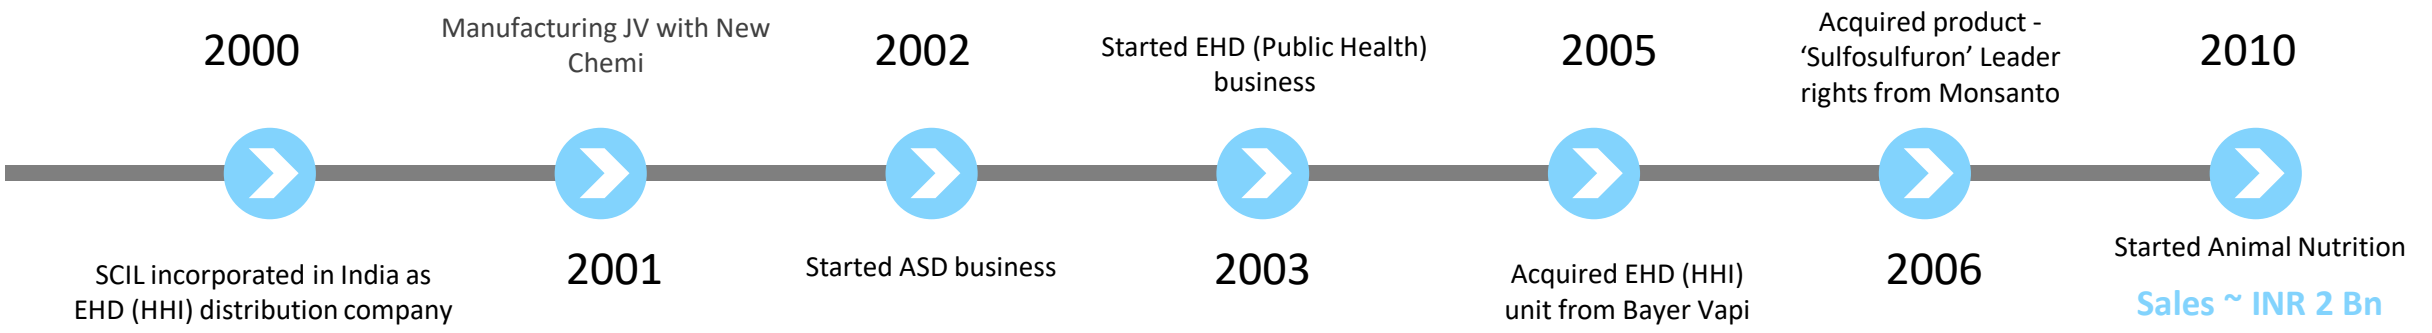 2000
SCIL incorporated in India as
EHD (HHI) distribution company
Manufacturing JV with New
Chemi
2001
2002
Started ASD business
Started EHD (Public Health)
business
2003
2005
Acquired EHD (HHI)
unit from Bayer Vapi
Acquired product -
‘Sulfosulfuron’ Leader
rights from Monsanto
2006
2010
Started Animal Nutrition
Sales ~ INR 2 Bn